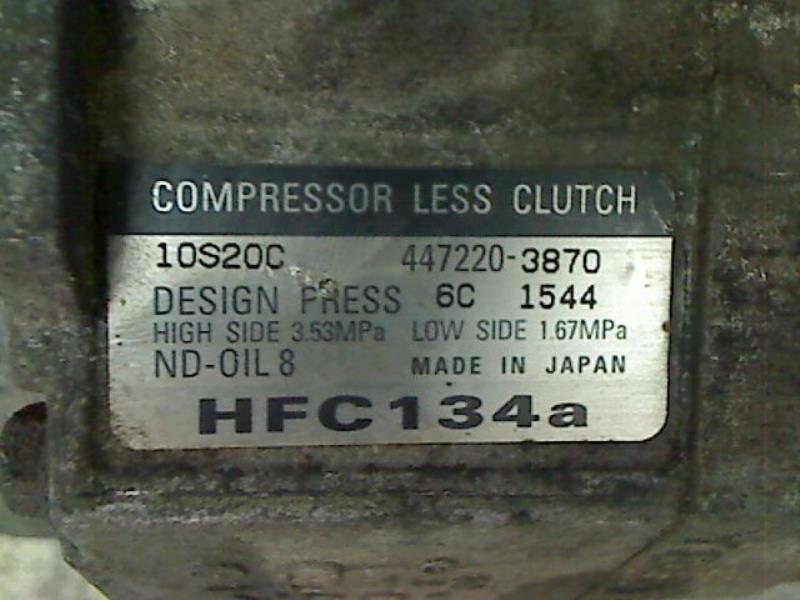 COMPRESSOR LESS CLUTCH
10S20C 447220-3870
DESIGN PRESS 6C 1544
HIGH SIDE 3.53MPa LOW SIDE 1.67MPa
ND-OIL 8 MADE IN JAPAN
HFC134a